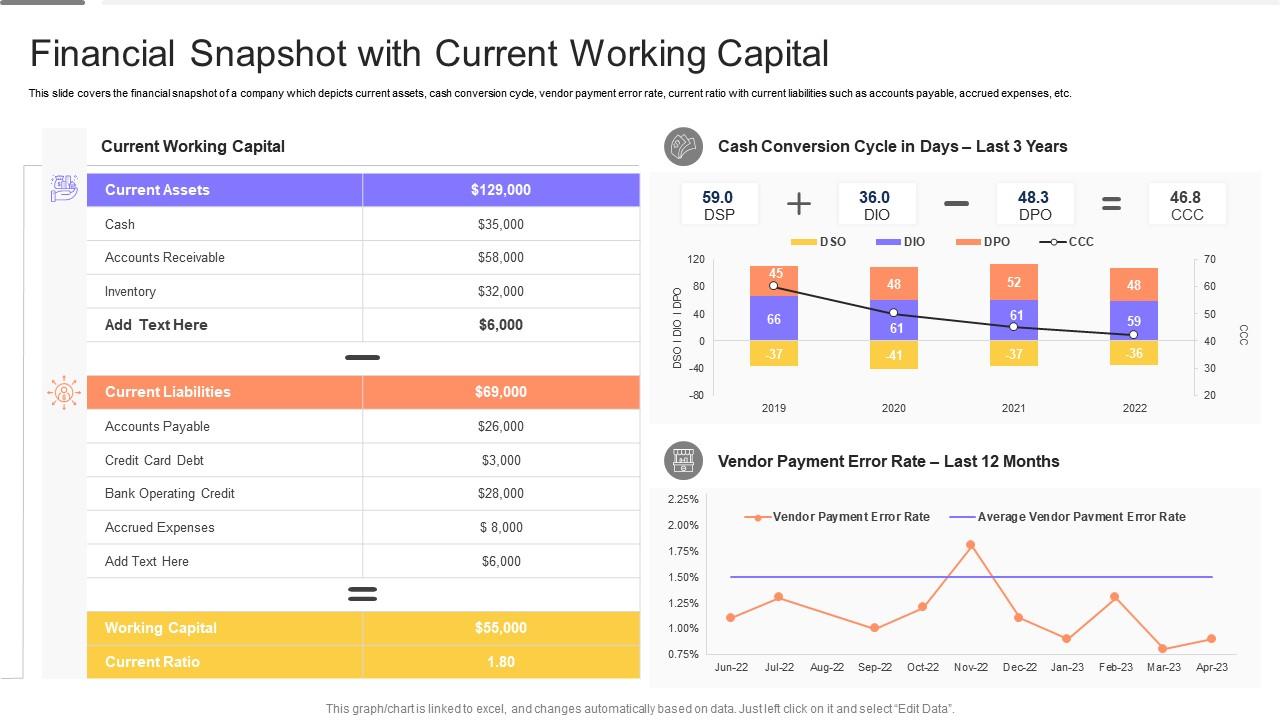 Financial Snapshot with Current Working Capital
This slide covers the financial snapshot of a company which depicts current assets, cash conversion cycle, vendor payment error rate, current ratio with current liabilities such as accounts payable, accrued expenses, etc.
Current Working Capital
Current Assets $129,000
Cash $35,000
Accounts Receivable $58,000
Inventory $32,000
Add Text Here $6,000
Current Liabilities $69,000
Accounts Payable $26,000
Credit Card Debt $3,000
Bank Operating Credit $28,000
Accrued Expenses $ 8,000
Add Text Here $6,000
Working Capital $55,000
Current Ratio 1.80
Cash Conversion Cycle in Days – Last 3 Years
59.0 + 36.0 — 48.3 = 46.8
DSP DIO DPO CCC
DSO DIO DPO CCC
120 70
80 60
40 50
0 40
-40 30
-80 20
DSO I DIO I DPO
CCC
45 48 52 48
66 61 61 59
-37 -41 -37 -36
2019 2020 2021 2022
Vendor Payment Error Rate – Last 12 Months
Vendor Payment Error Rate Average Vendor Payment Error Rate
2.25%
2.00%
1.75%
1.50%
1.25%
1.00%
0.75%
Jun-22 Jul-22 Aug-22 Sep-22 Oct-22 Nov-22 Dec-22 Jan-23 Feb-23 Mar-23 Apr-23
This graph/chart is linked to excel, and changes automatically based on data. Just left click on it and select “Edit Data”.